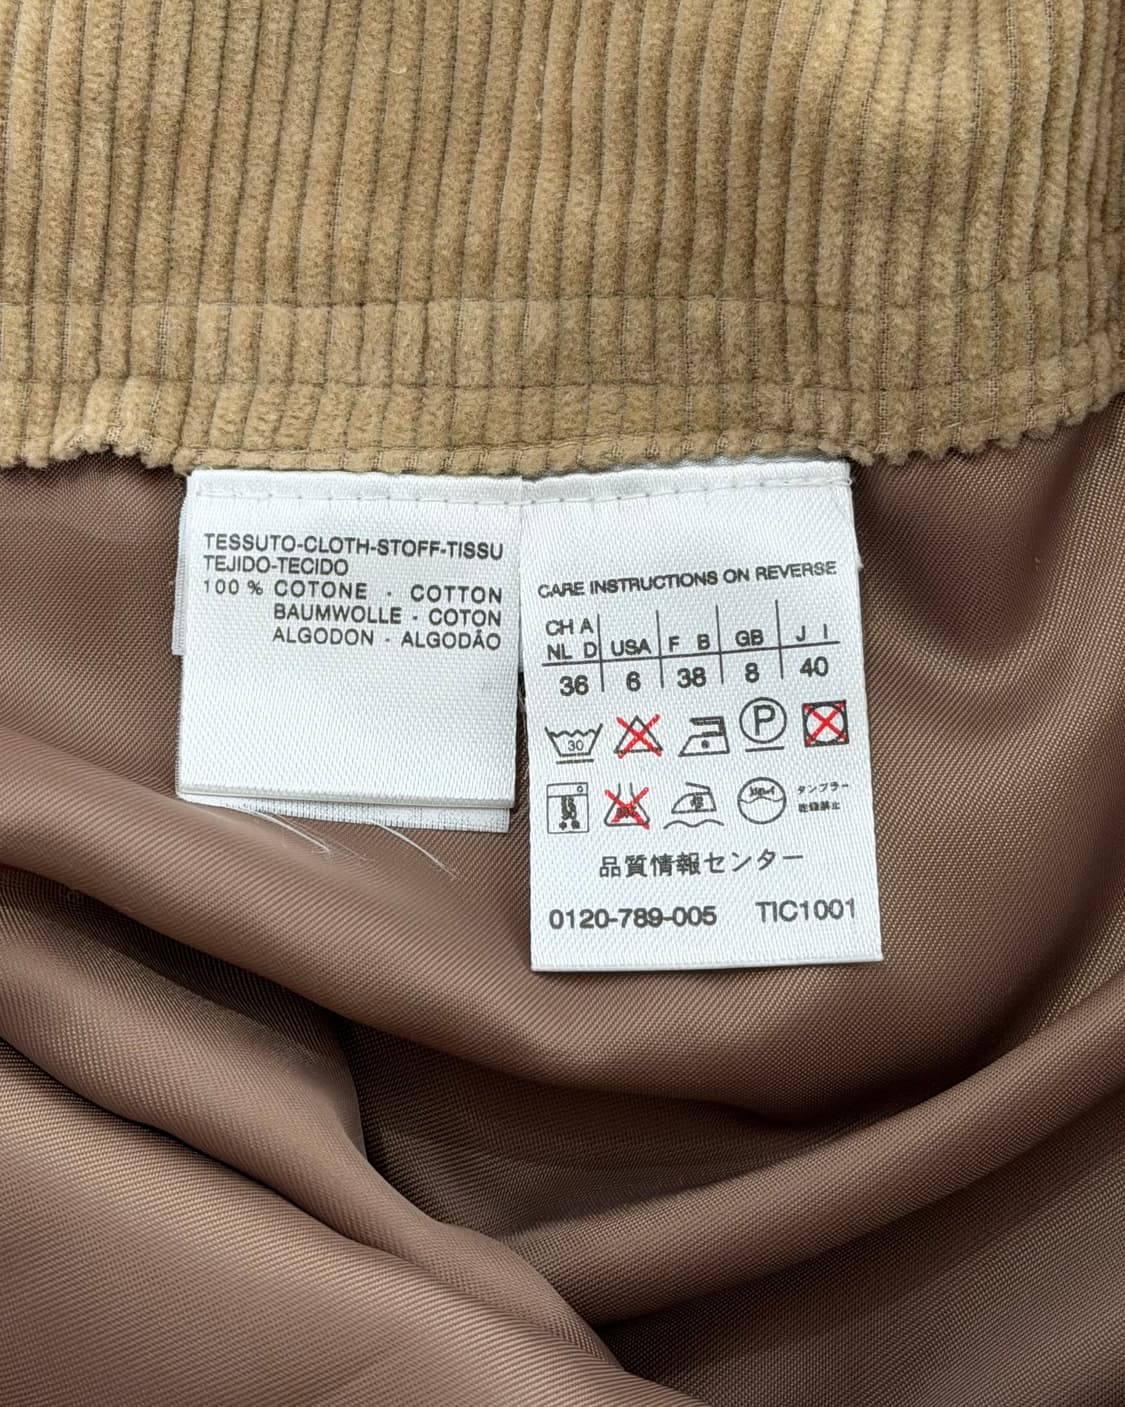 TESSUTO-CLOTH-STOFF-TISSU
TEJIDO-TECIDO
100 % COTONE · COTTON
BAUMWOLLE · COTON
ALGODON · ALGODÃO
CARE INSTRUCTIONS ON REVERSE
CH A
NL D USA F B GB J I
36 6 38 8 40
30 P
タンブラー
乾燥禁止
品質情報センター
0120-789-005 TIC1001